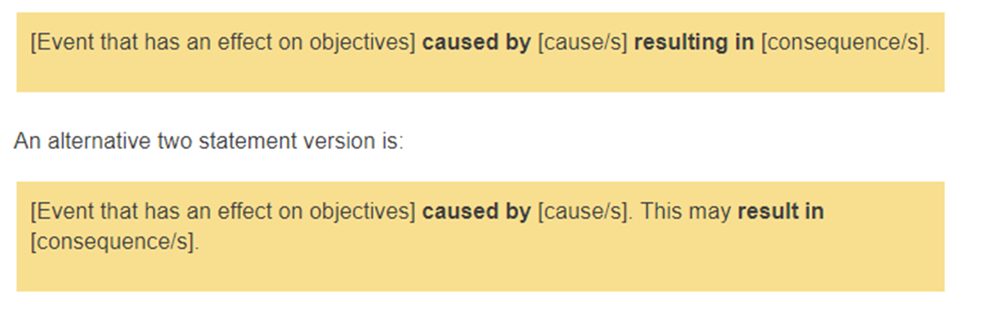 [Event that has an effect on objectives] caused by [cause/s] resulting in [consequence/s].
An alternative two statement version is:
[Event that has an effect on objectives] caused by [cause/s]. This may result in
[consequence/s].